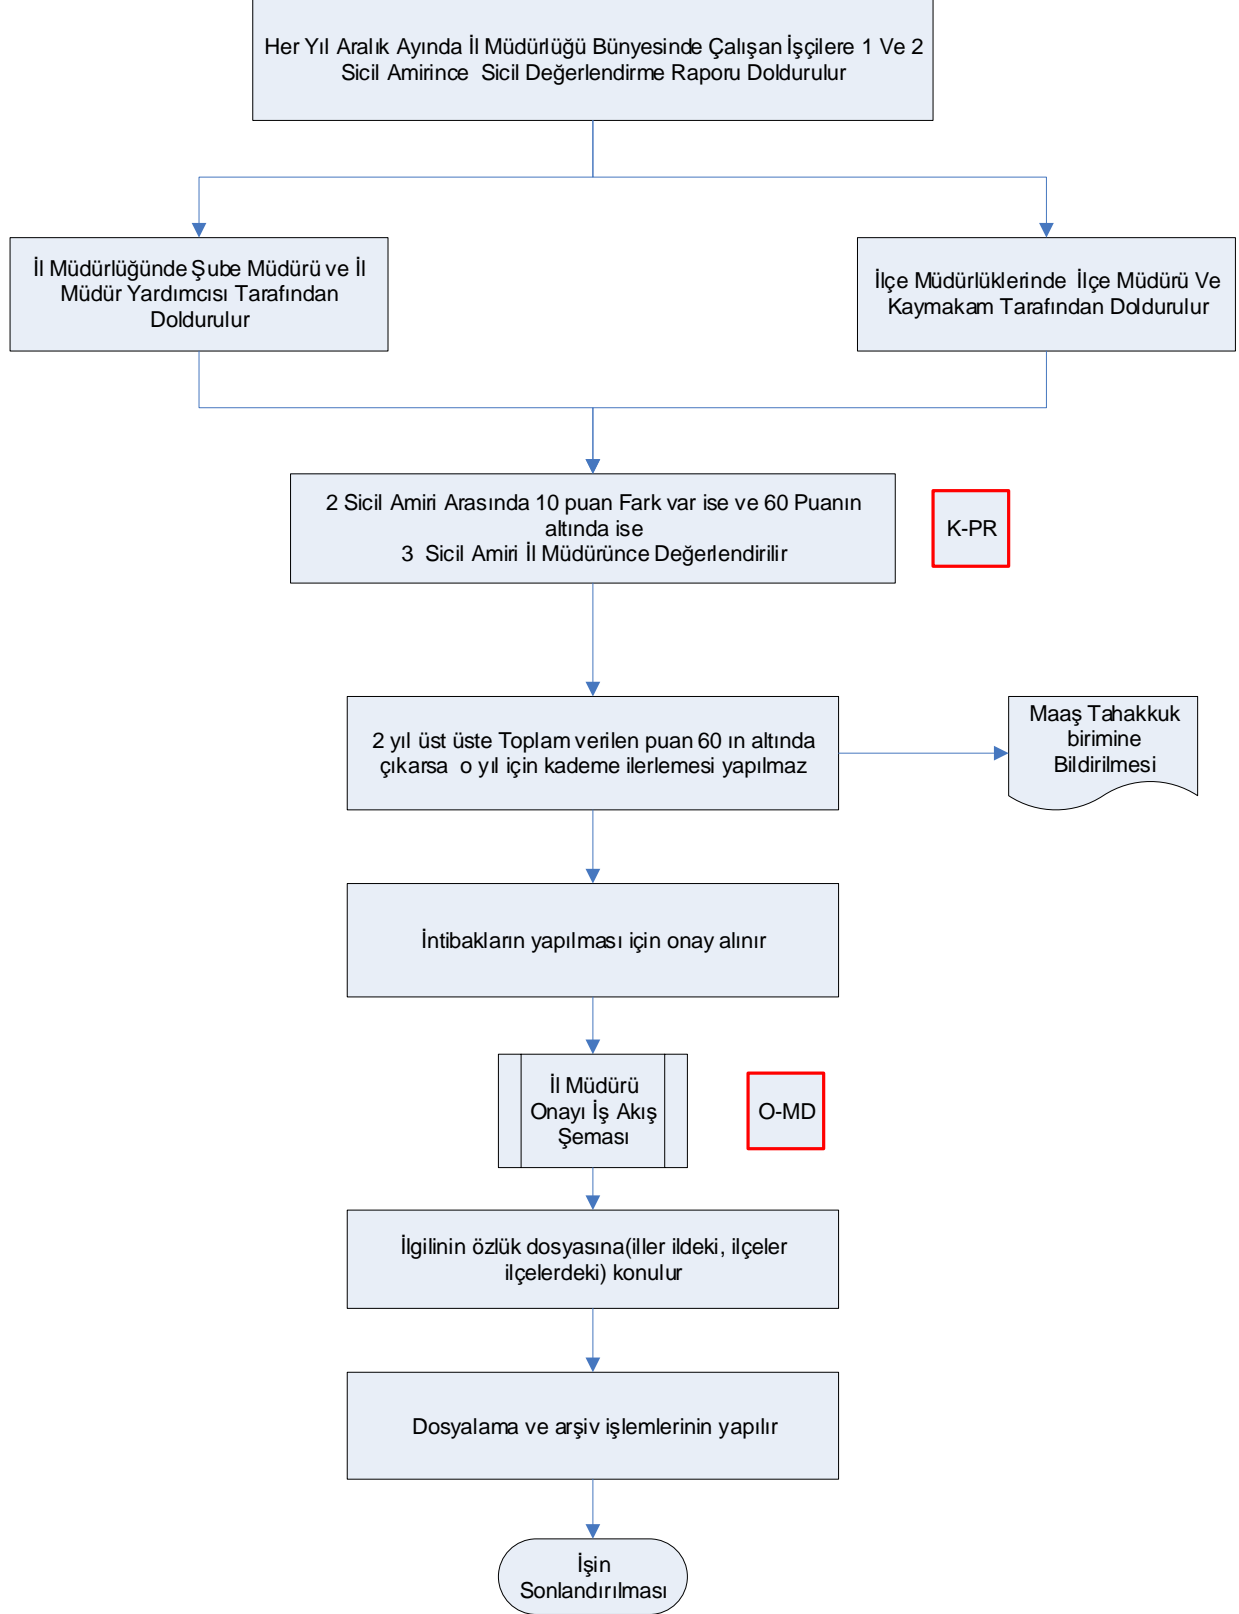 Her Yıl Aralık Ayında İl Müdürlüğü Bünyesinde Çalışan İşçilere 1 Ve 2
Sicil Amirince Sicil Değerlendirme Raporu Doldurulur
İl Müdürlüğünde Şube Müdürü ve İl
Müdür Yardımcısı Tarafından
Doldurulur
İlçe Müdürlüklerinde İlçe Müdürü Ve
Kaymakam Tarafından Doldurulur
2 Sicil Amiri Arasında 10 puan Fark var ise ve 60 Puanın
altında ise
3 Sicil Amiri İl Müdürünce Değerlendirilir
K-PR
2 yıl üst üste Toplam verilen puan 60 ın altında
çıkarsa o yıl için kademe ilerlemesi yapılmaz
Maaş Tahakkuk
birimine
Bildirilmesi
İntibakların yapılması için onay alınır
İl Müdürü
Onayı İş Akış
Şeması
O-MD
İlgilinin özlük dosyasına(iller ildeki, ilçeler
ilçelerdeki) konulur
Dosyalama ve arşiv işlemlerinin yapılır
İşin
Sonlandırılması